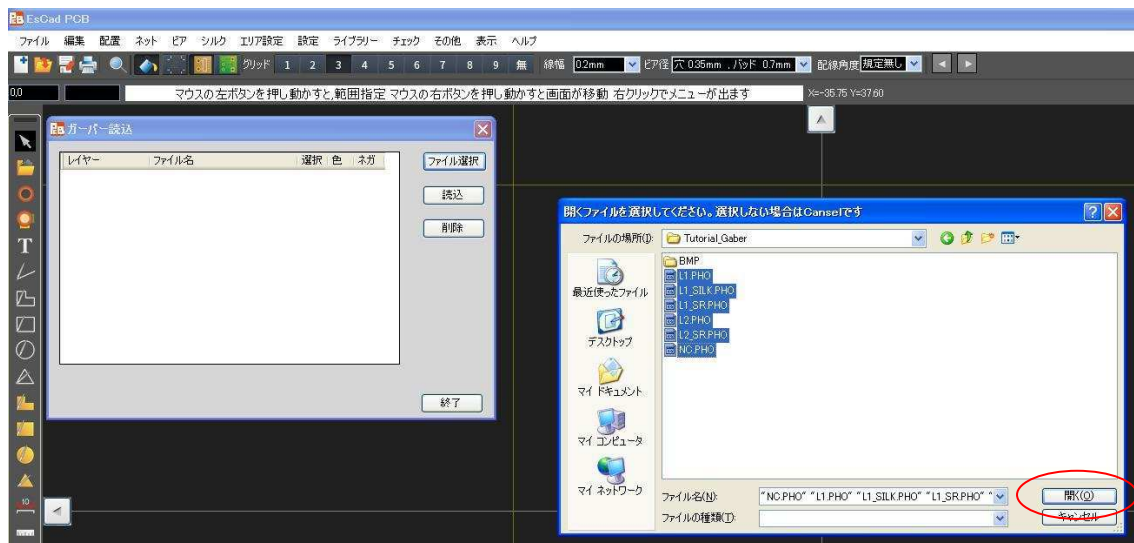 EsCad PCB
ファイル 編集 配置 ネット ビア シルク エリア設定 設定 ライブラリー チェック その他 表示 ヘルプ
グリッド 1 2 3 4 5 6 7 8 9 無 線幅 0.2mm ビア径 穴 0.35mm ､パッド 0.7mm 配線角度 規定無し
0,0 マウスの左ボタンを押し動かすと,範囲指定 マウスの右ボタンを押し動かすと画面が移動 右クリックでメニューが出ます X=-35.75 Y=37.60
ガーバー読込
レイヤー ファイル名 選択 色 ネガ
ファイル選択
読込
削除
終了
T
10
開くファイルを選択してください。選択しない場合はCanselです
ファイルの場所(I): Tutorial_Gaber
最近使ったファイル
デスクトップ
マイ ドキュメント
マイ コンピュータ
マイ ネットワーク
BMP
L1.PHO
L1_SILK.PHO
L1_SR.PHO
L2.PHO
L2_SR.PHO
NC.PHO
ファイル名(N): "NC.PHO" "L1.PHO" "L1_SILK.PHO" "L1_SR.PHO" " 開く(O)
ファイルの種類(T): キャンセル